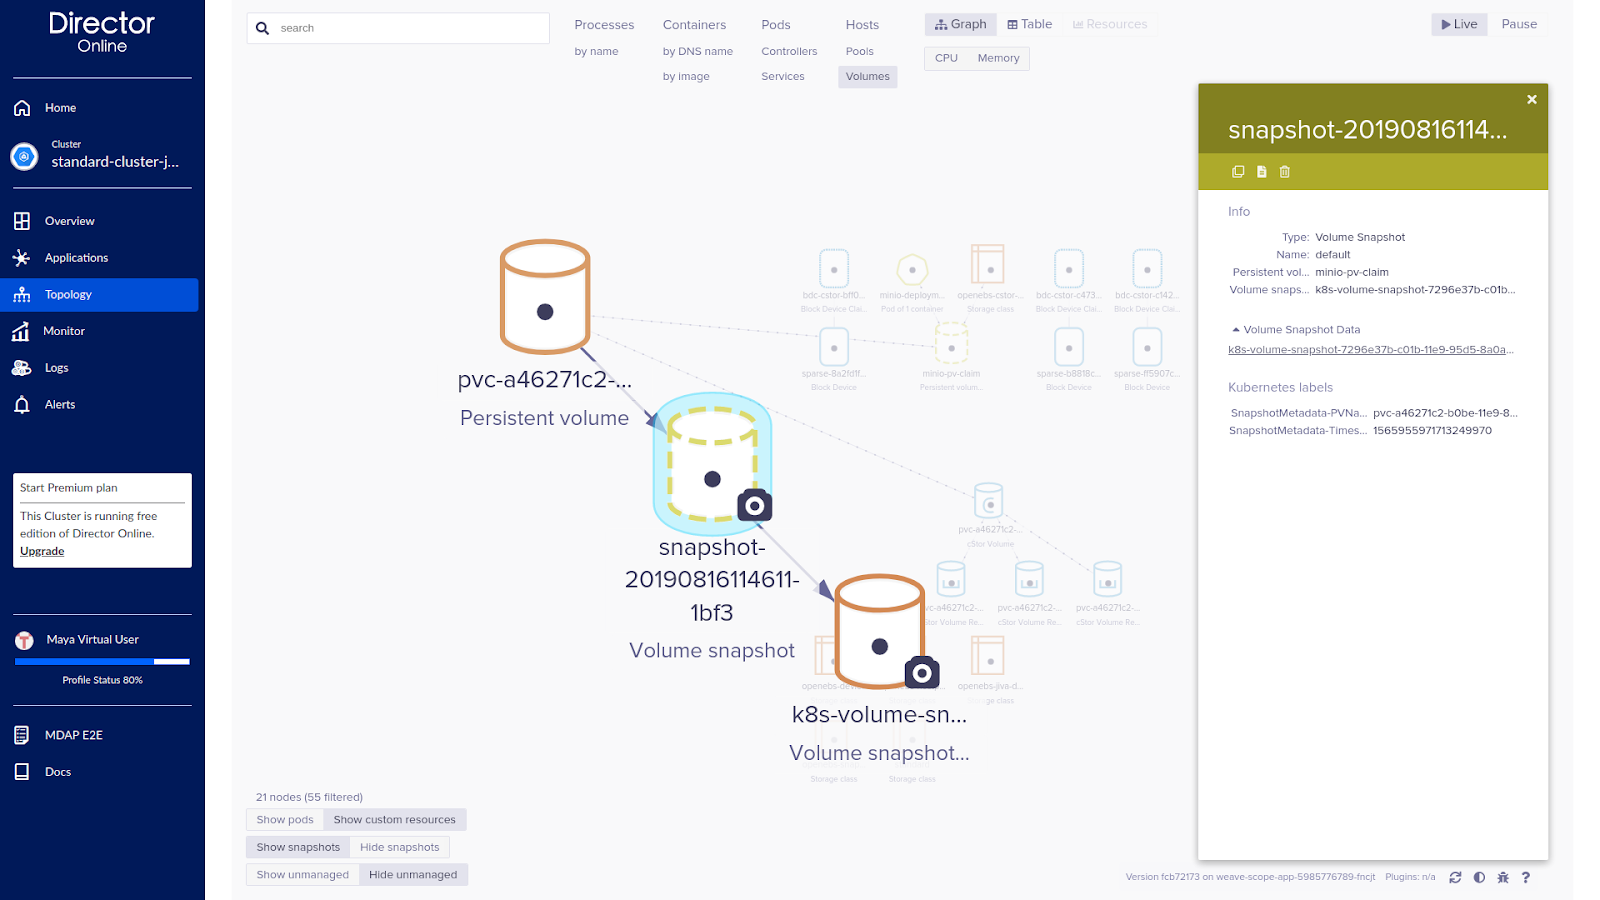 Director
Online
Home
Cluster
standard-cluster-j...
Overview
Applications
Topology
Monitor
Logs
Alerts
Start Premium plan
This Cluster is running free
edition of Director Online.
Upgrade
Maya Virtual User
Profile Status 80%
MDAP E2E
Docs
search
Processes
by name
Containers
by DNS name
by image
Pods
Controllers
Services
Hosts
Pools
Volumes
Graph
Table
Resources
CPU
Memory
Live
Pause
pvc-a46271c2-...
Persistent volume
snapshot-
20190816114611-
1bf3
Volume snapshot
k8s-volume-sn...
Volume snapshot...
bdc-cstor-bff0...
Block Device Clai...
minio-deploym...
Pod of 1 container
openebs-cstor-...
Storage class
bdc-cstor-c473...
Block Device Clai...
bdc-cstor-c142...
Block Device Clai...
sparse-8a2fd1f...
Block Device
minio-pv-claim
Persistent volum...
sparse-b8818c...
Block Device
sparse-ff5907c...
Block Device
pvc-a46271c2-...
cStor Volume
pvc-a46271c2-...
cStor Volume Re...
pvc-a46271c2-...
cStor Volume Re...
pvc-a46271c2-...
cStor Volume Re...
openebs-jiva-d...
Storage class
Storage class
21 nodes (55 filtered)
Show pods
Show custom resources
Show snapshots
Hide snapshots
Show unmanaged
Hide unmanaged
snapshot-20190816114...
Info
Type: Volume Snapshot
Name: default
Persistent vol... minio-pv-claim
Volume snaps... k8s-volume-snapshot-7296e37b-c01b...
Volume Snapshot Data
k8s-volume-snapshot-7296e37b-c01b-11e9-95d5-8a0a...
Kubernetes labels
SnapshotMetadata-PVNa... pvc-a46271c2-b0be-11e9-8...
SnapshotMetadata-Times... 1565955971713249970
Version fcb72173 on weave-scope-app-5985776789-fncjt
Plugins: n/a